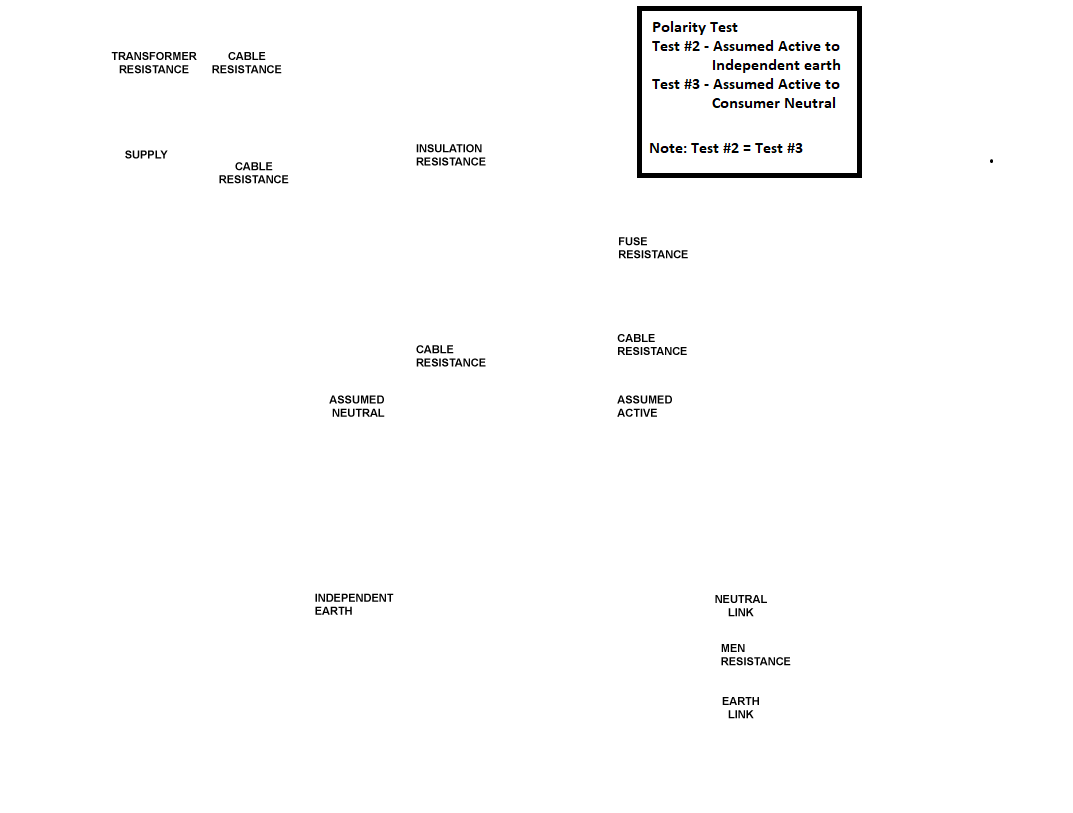 Polarity Test
Test #2 - Assumed Active to
Independent earth
Test #3 - Assumed Active to
Consumer Neutral
Note: Test #2 = Test #3
TRANSFORMER
RESISTANCE
CABLE
RESISTANCE
SUPPLY
CABLE
RESISTANCE
INSULATION
RESISTANCE
FUSE
RESISTANCE
CABLE
RESISTANCE
CABLE
RESISTANCE
ASSUMED
NEUTRAL
ASSUMED
ACTIVE
INDEPENDENT
EARTH
NEUTRAL
LINK
MEN
RESISTANCE
EARTH
LINK